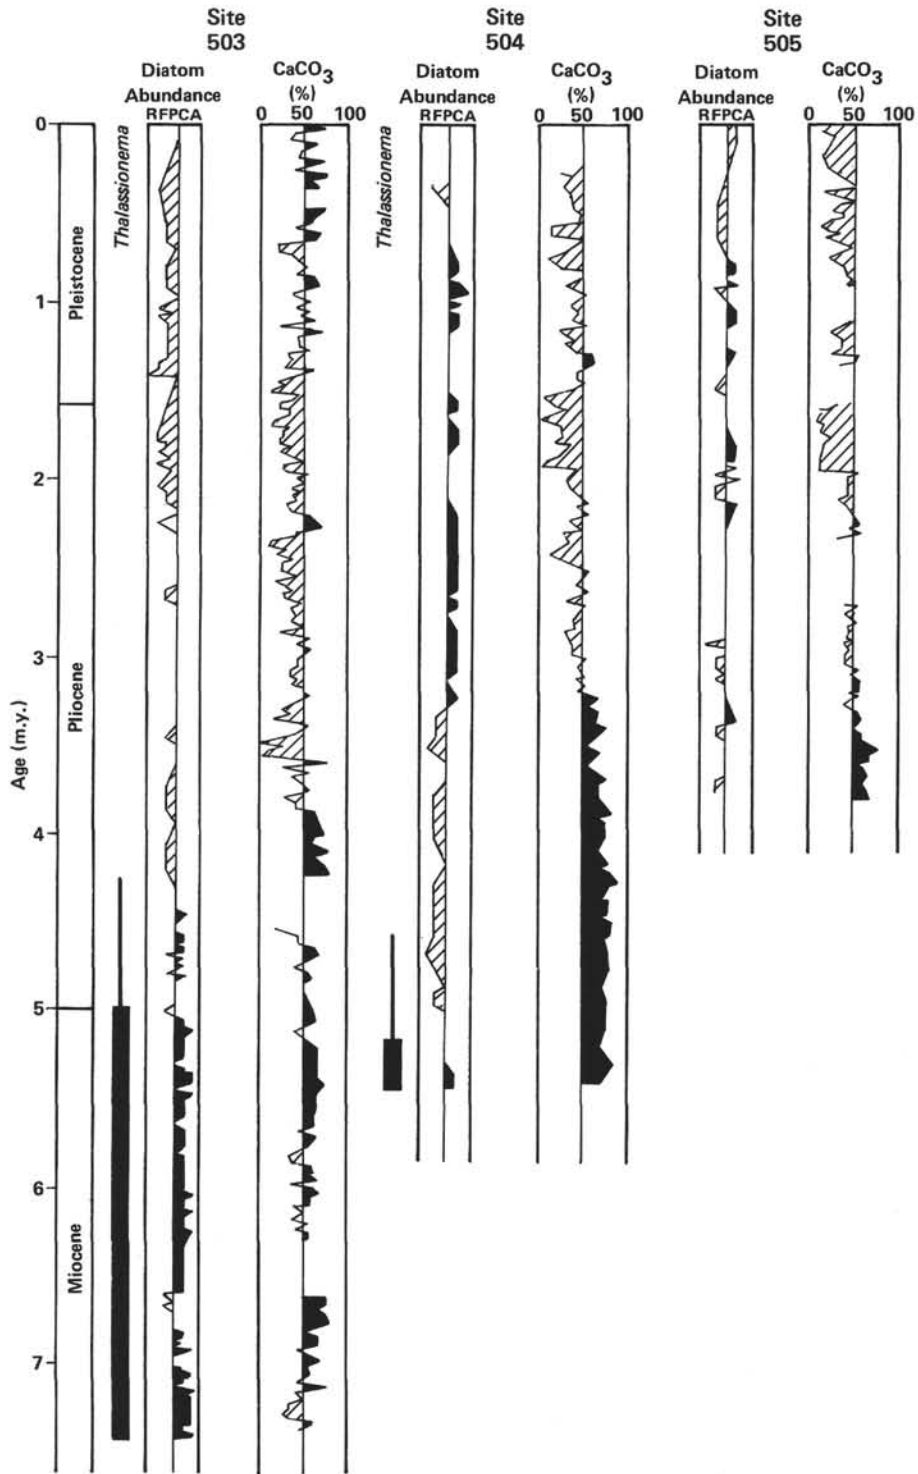 Site
503
Site
504
Site
505
Diatom
Abundance
RFPCA
CaCO3
(%)
0 50 100
Diatom
Abundance
RFPCA
CaCO3
(%)
0 50 100
Diatom
Abundance
RFPCA
CaCO3
(%)
0 50 100
Thalassionema
Thalassionema
Age (m.y.)
0
1
2
3
4
5
6
7
Pleistocene
Pliocene
Miocene